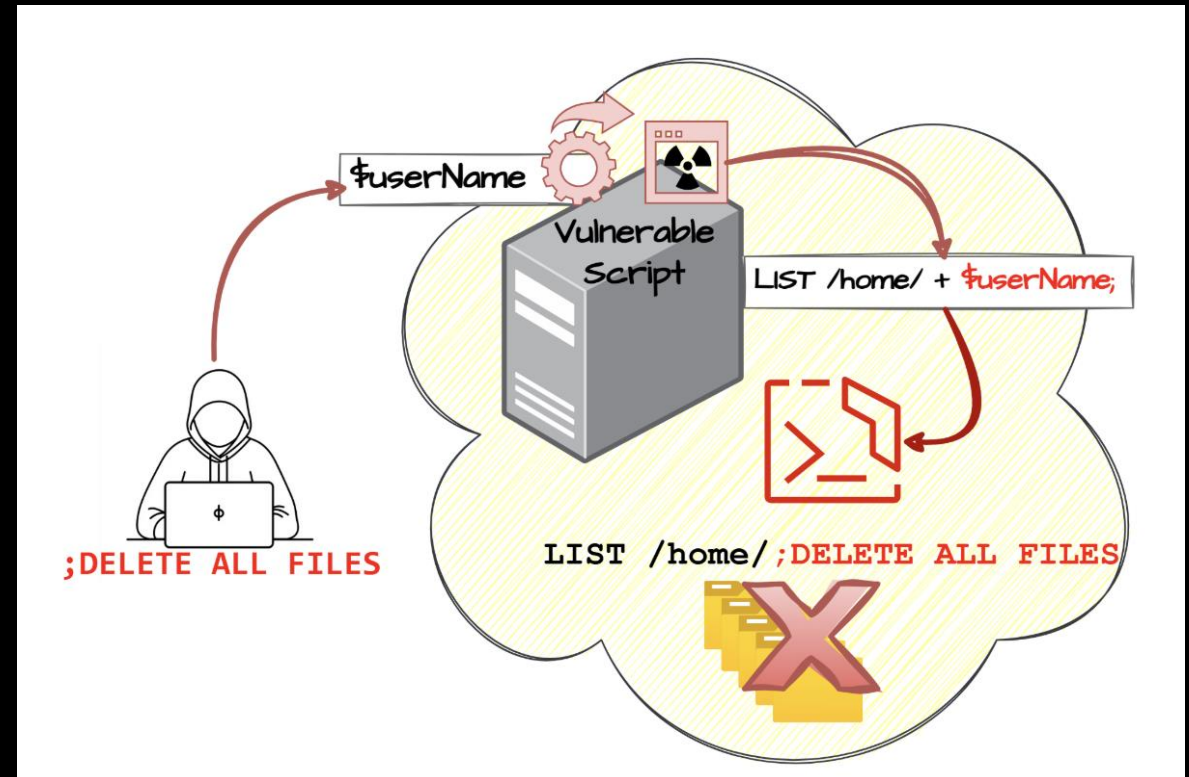 $userName
Vulnerable
Script
LIST /home/ + $userName;
;DELETE ALL FILES
LIST /home/;DELETE ALL FILES